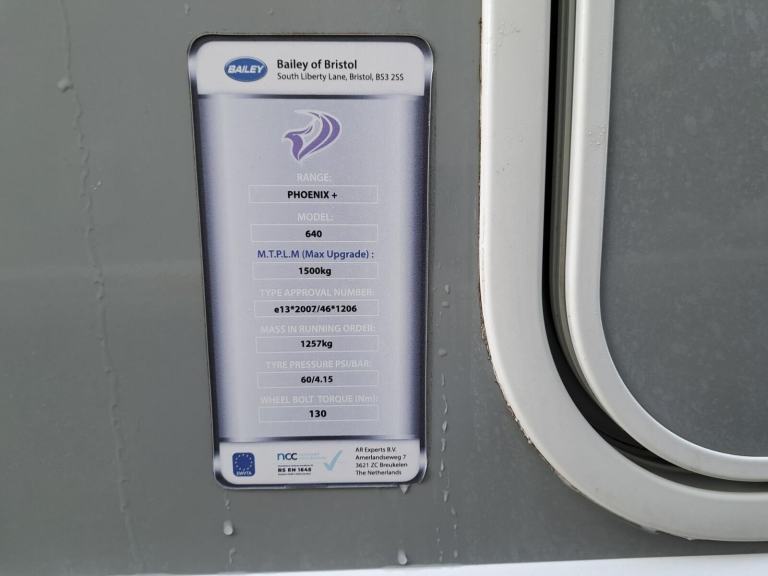 BAILEY
Bailey of Bristol
South Liberty Lane, Bristol, BS3 2SS
RANGE:
PHOENIX +
MODEL:
640
M.T.P.L.M (Max Upgrade) :
1500kg
TYPE APPROVAL NUMBER:
e13*2007/46*1206
MASS IN RUNNING ORDER:
1257kg
TYRE PRESSURE PSI/BAR:
60/4.15
WHEEL BOLT TORQUE (Nm):
130
EWVTA
ncc
BS EN 1645
AR Experts B.V.
Amerlandseweg 7
3621 ZC Breukelen
The Netherlands